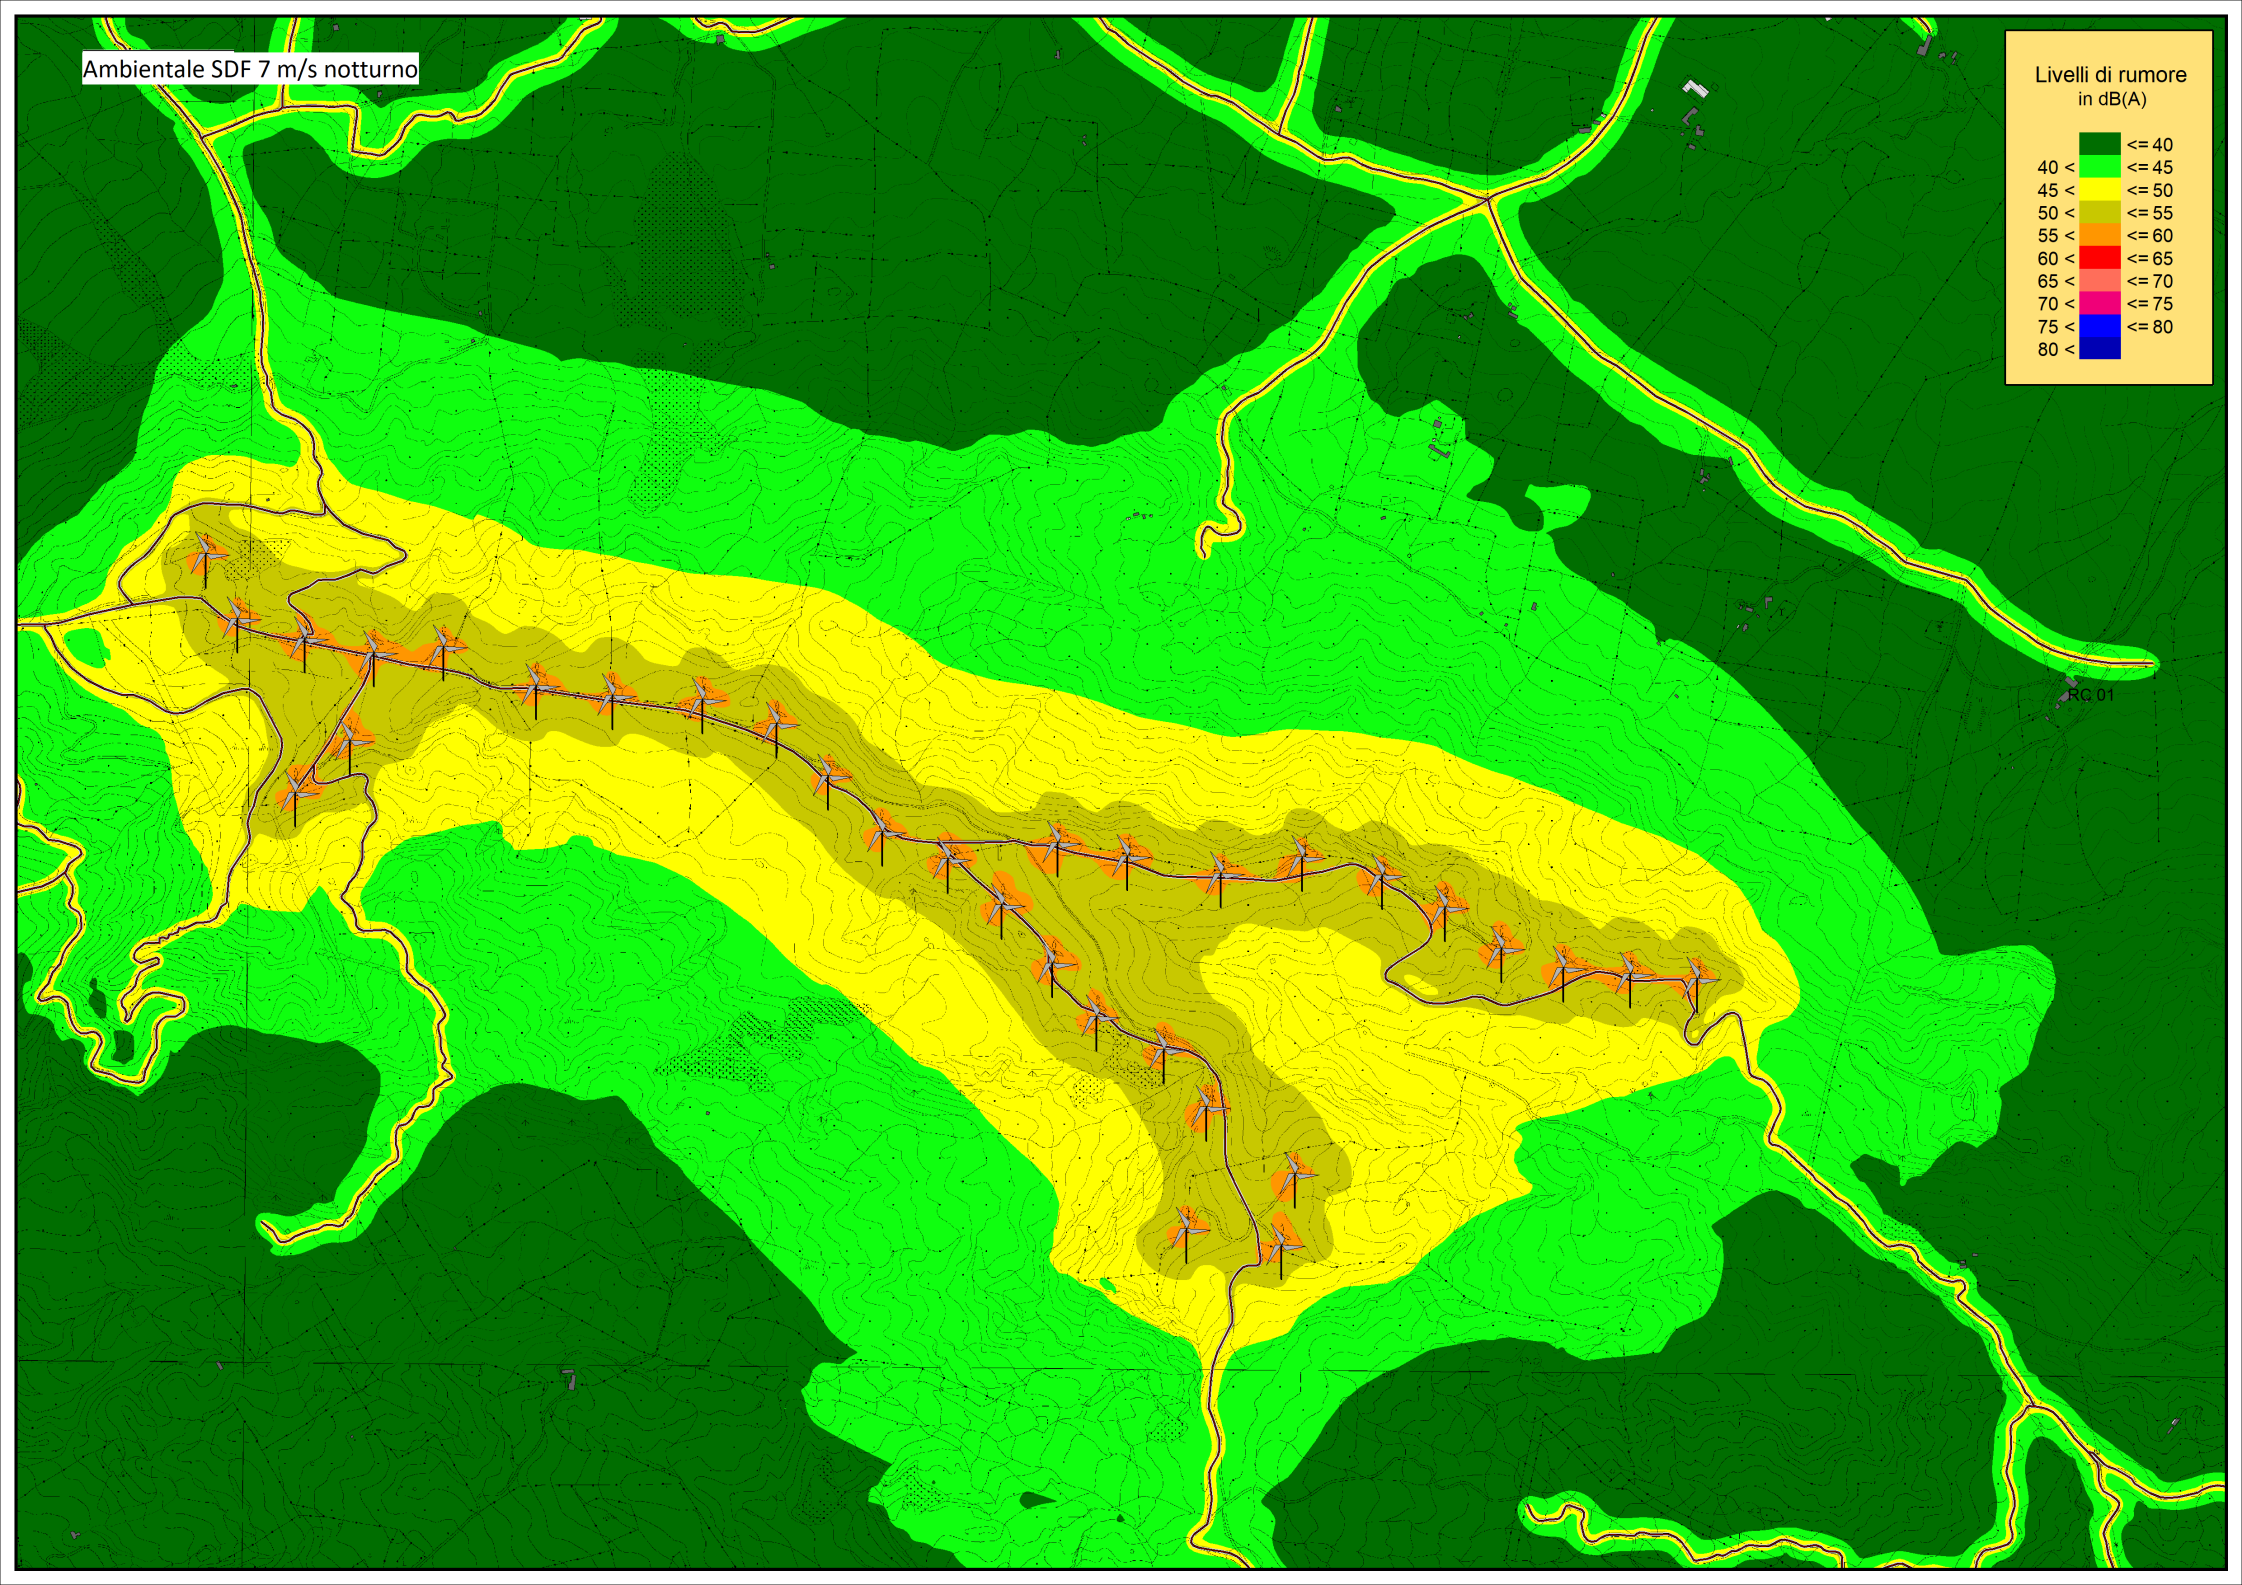 Ambientale SDF 7 m/s notturno
Livelli di rumore
in dB(A)
<= 40
40 < <= 45
45 < <= 50
50 < <= 55
55 < <= 60
60 < <= 65
65 < <= 70
70 < <= 75
75 < <= 80
80 <
RC 01